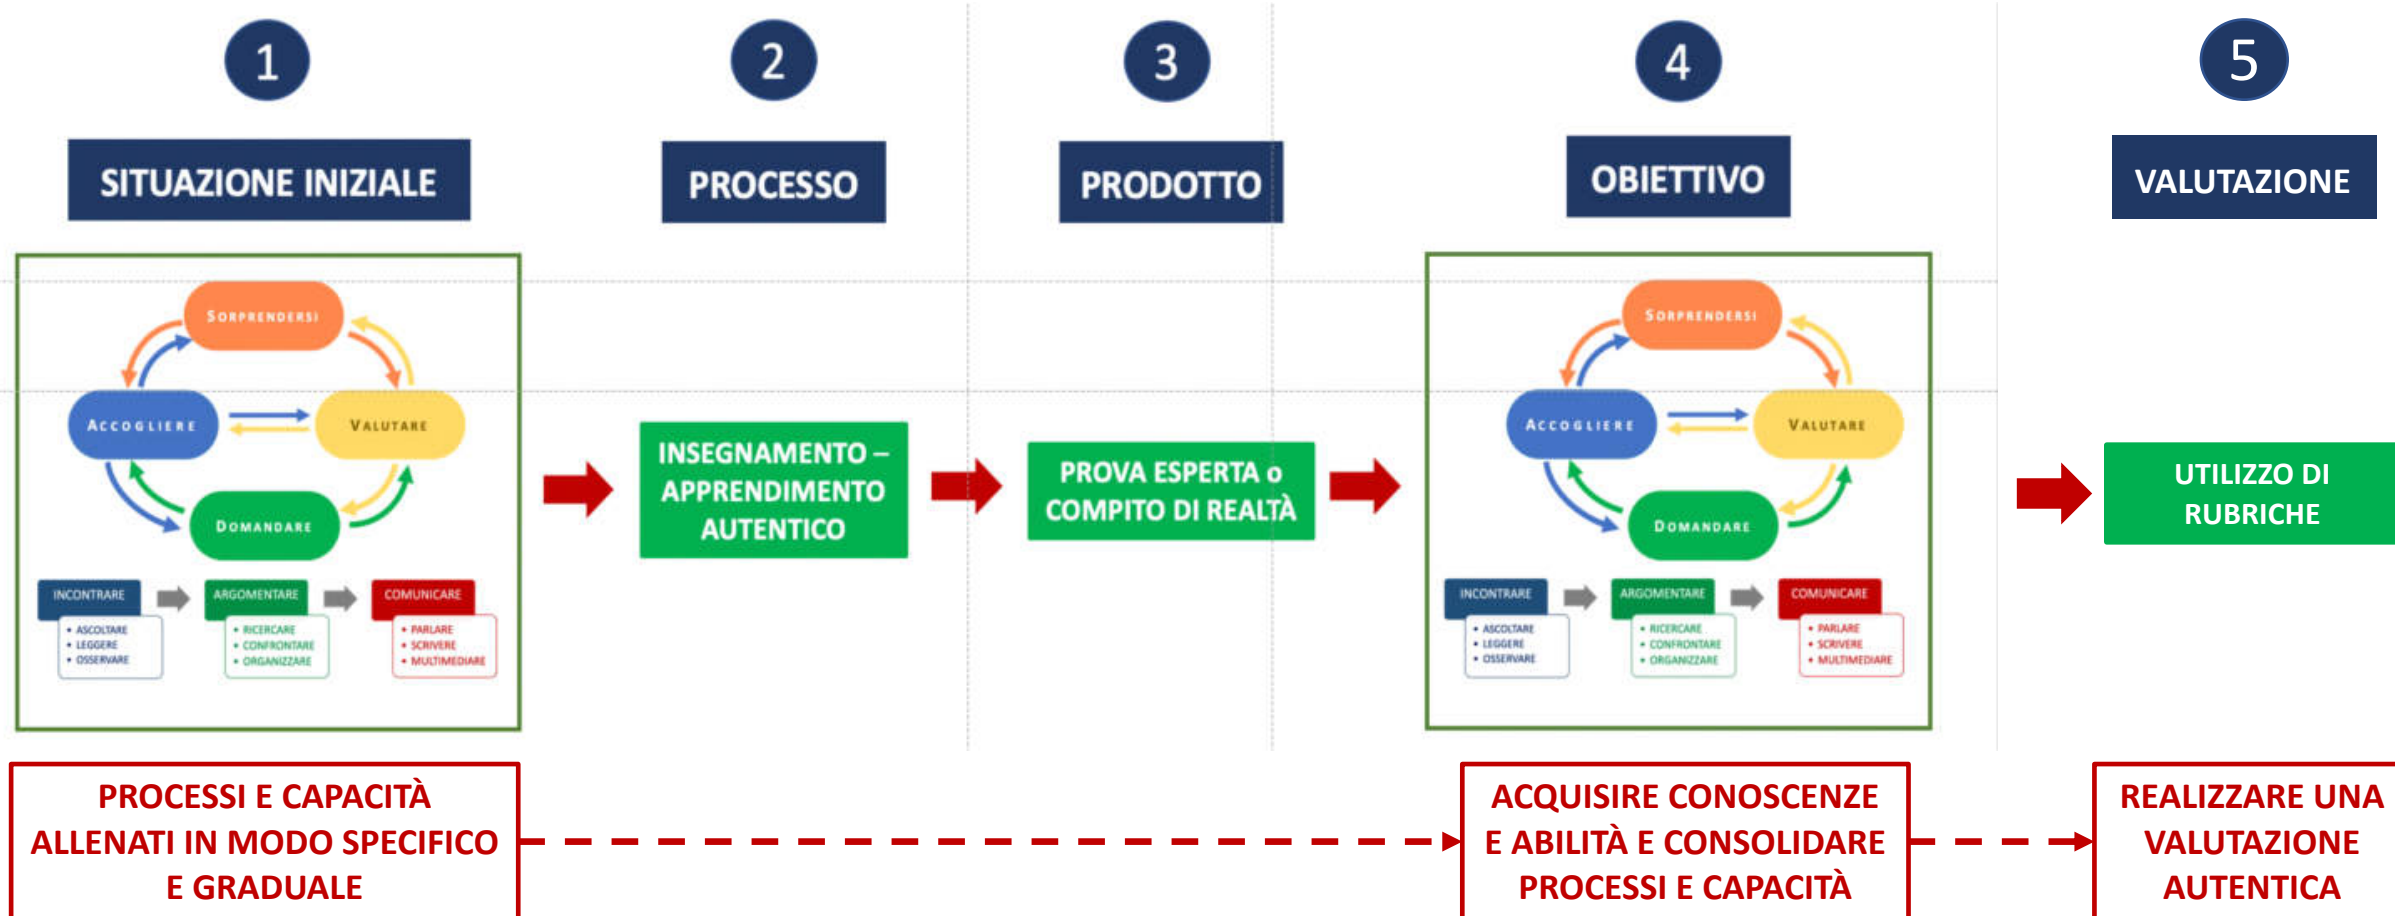 1
2
3
4
5
SITUAZIONE INIZIALE
PROCESSO
PRODOTTO
OBIETTIVO
VALUTAZIONE
SORPRENDERSI
ACCOGLIERE
VALUTARE
DOMANDARE
INCONTRARE
• ASCOLTARE
• LEGGERE
• OSSERVARE
ARGOMENTARE
• RICERCARE
• CONFRONTARE
• ORGANIZZARE
COMUNICARE
• PARLARE
• SCRIVERE
• MULTIMEDIARE
INSEGNAMENTO –
APPRENDIMENTO
AUTENTICO
PROVA ESPERTA o
COMPITO DI REALTÀ
SORPRENDERSI
ACCOGLIERE
VALUTARE
DOMANDARE
INCONTRARE
• ASCOLTARE
• LEGGERE
• OSSERVARE
ARGOMENTARE
• RICERCARE
• CONFRONTARE
• ORGANIZZARE
COMUNICARE
• PARLARE
• SCRIVERE
• MULTIMEDIARE
UTILIZZO DI
RUBRICHE
PROCESSI E CAPACITÀ
ALLENATI IN MODO SPECIFICO
E GRADUALE
ACQUISIRE CONOSCENZE
E ABILITÀ E CONSOLIDARE
PROCESSI E CAPACITÀ
REALIZZARE UNA
VALUTAZIONE
AUTENTICA